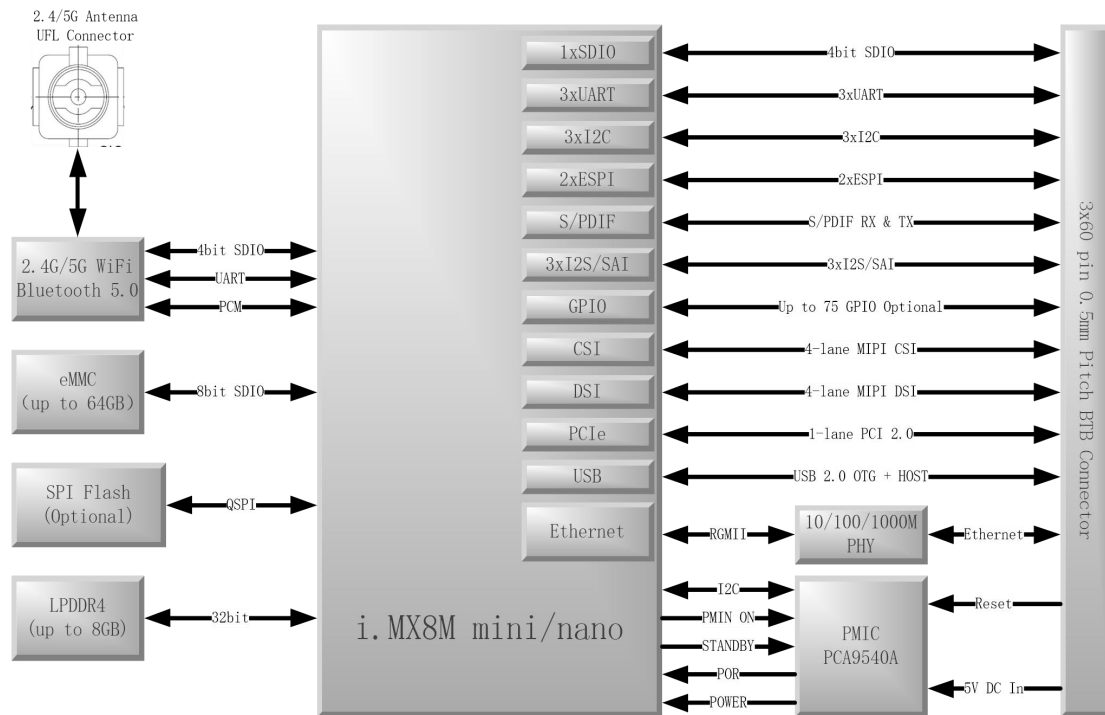 2.4/5G Antenna
UFL Connector
2.4G/5G WiFi
Bluetooth 5.0
4bit SDIO
UART
PCM
eMMC
(up to 64GB)
8bit SDIO
SPI Flash
(Optional)
QSPI
LPDDR4
(up to 8GB)
32bit
i.MX8M mini/nano
1xSDIO
4bit SDIO
3xUART
3xUART
3xI2C
3xI2C
2xESPI
2xESPI
S/PDIF
S/PDIF RX & TX
3xI2S/SAI
3xI2S/SAI
GPIO
Up to 75 GPIO Optional
CSI
4-lane MIPI CSI
DSI
4-lane MIPI DSI
PCIe
1-lane PCI 2.0
USB
USB 2.0 OTG + HOST
Ethernet
RGMII
10/100/1000M
PHY
Ethernet
I2C
PMIN ON
STANDBY
POR
POWER
PMIC
PCA9540A
Reset
5V DC In
3x60 pin 0.5mm Pitch BTB Connector